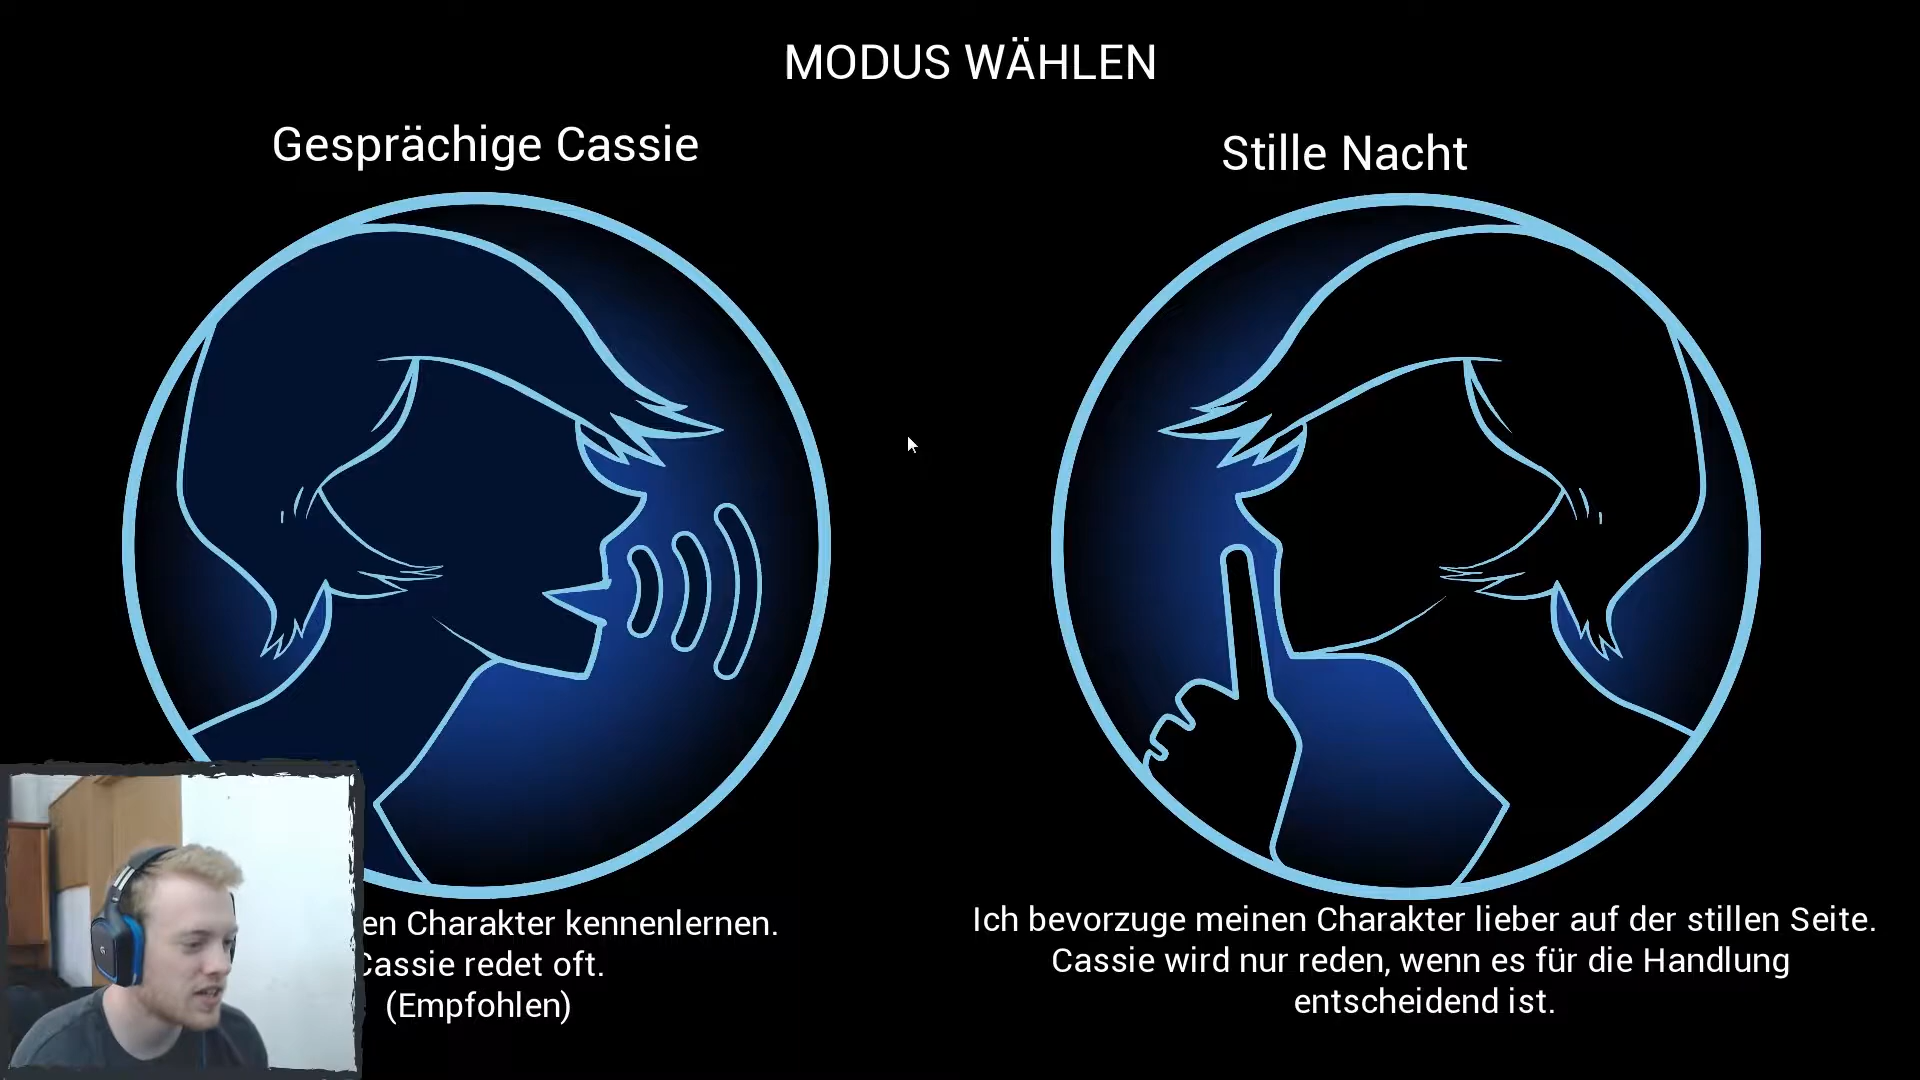 MODUS WÄHLEN
Gesprächige Cassie
Stille Nacht
en Charakter kennenlernen.
Cassie redet oft.
(Empfohlen)
Ich bevorzuge meinen Charakter lieber auf der stillen Seite.
Cassie wird nur reden, wenn es für die Handlung
entscheidend ist.